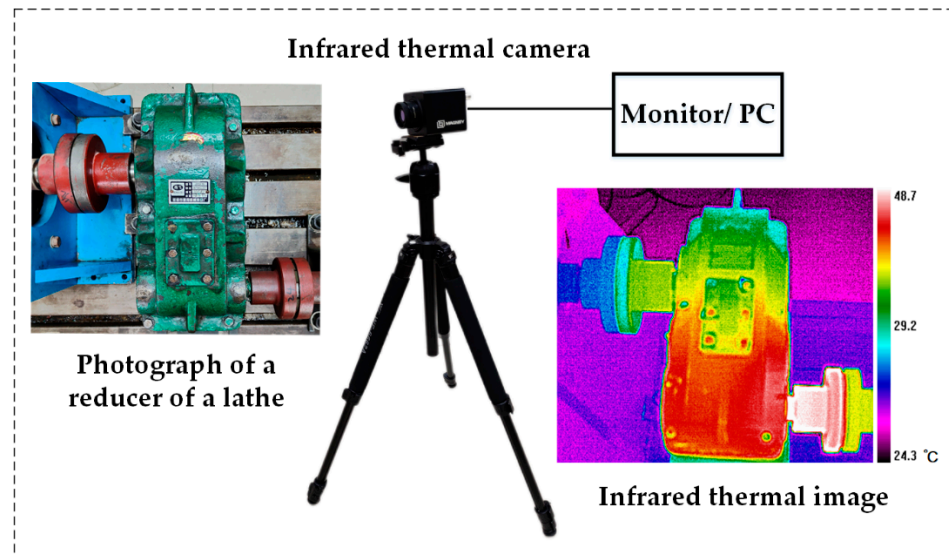 Infrared thermal camera
Monitor/ PC
Photograph of a
reducer of a lathe
48.7
29.2
24.3 °C
Infrared thermal image